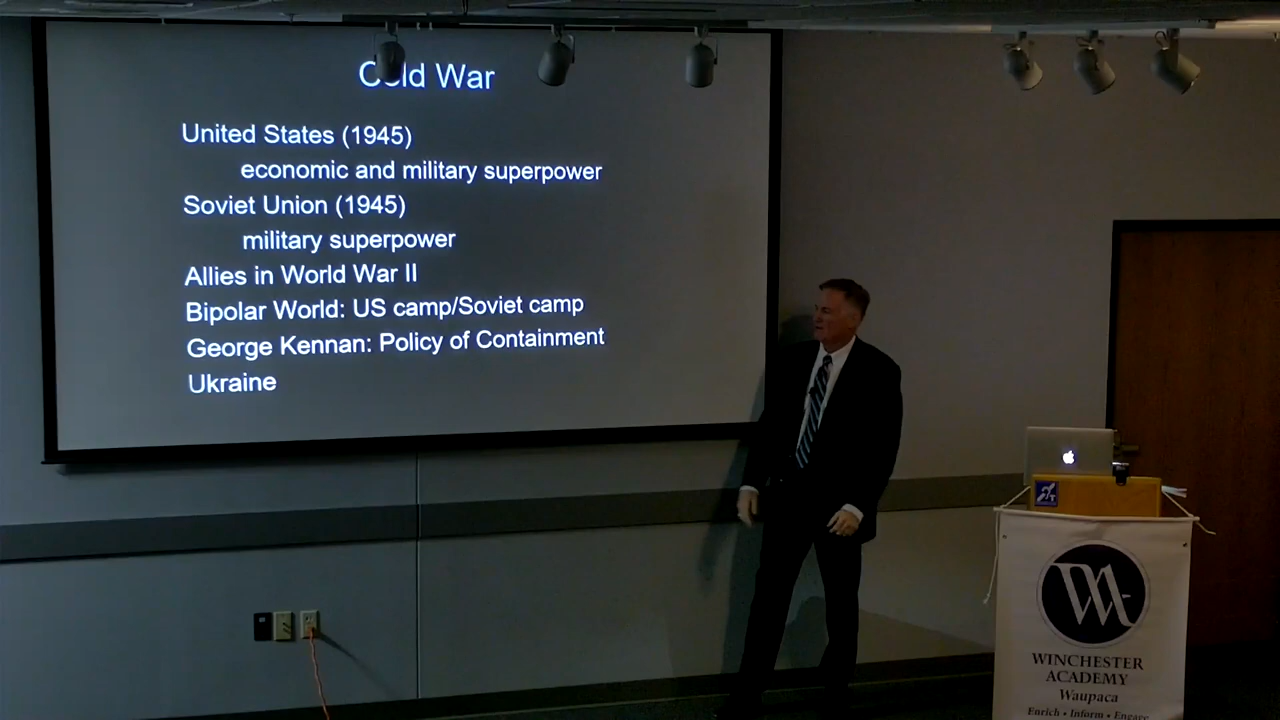 Cold War
United States (1945)
economic and military superpower
Soviet Union (1945)
military superpower
Allies in World War II
Bipolar World: US camp/Soviet camp
George Kennan: Policy of Containment
Ukraine
WINCHESTER
ACADEMY
Waupaca
Enrich • Inform • Engage